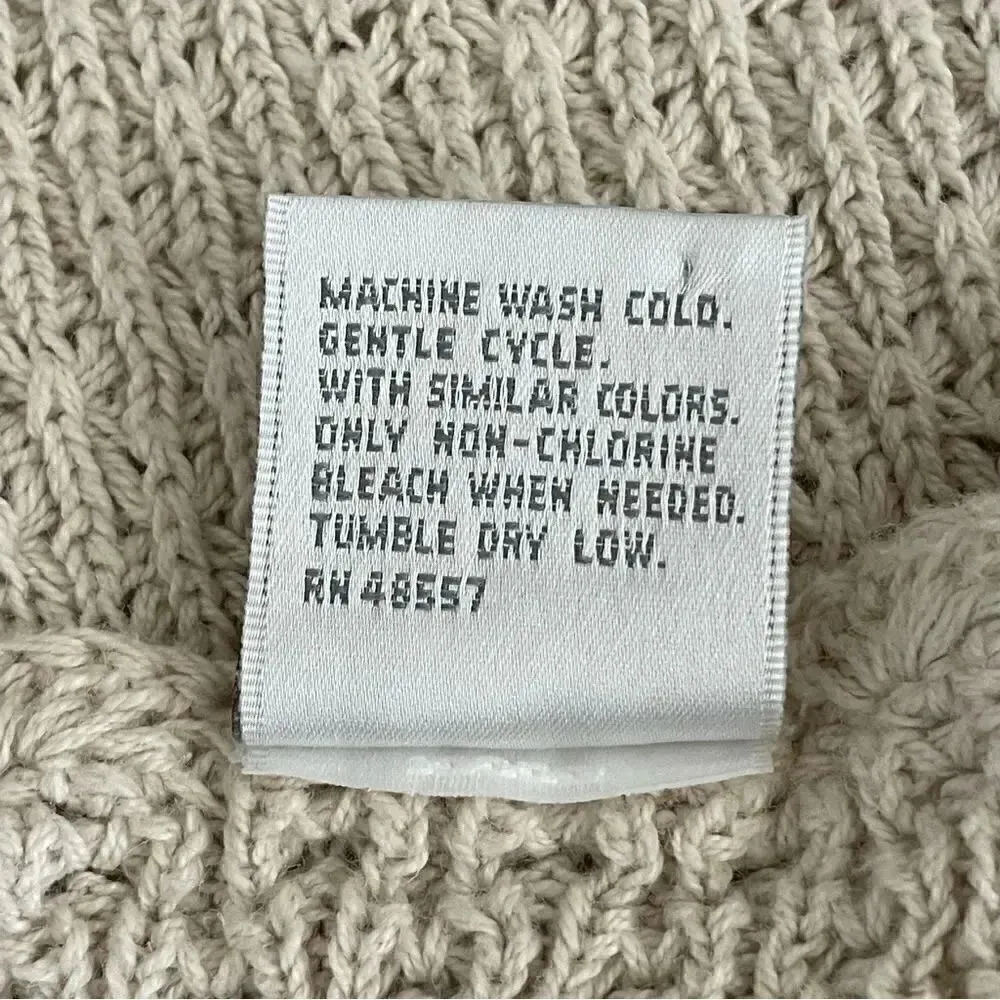 MACHINE WASH COLD.
GENTLE CYCLE.
WITH SIMILAR COLORS.
ONLY NON-CHLORINE
BLEACH WHEN NEEDED.
TUMBLE DRY LOW.
RN 48557